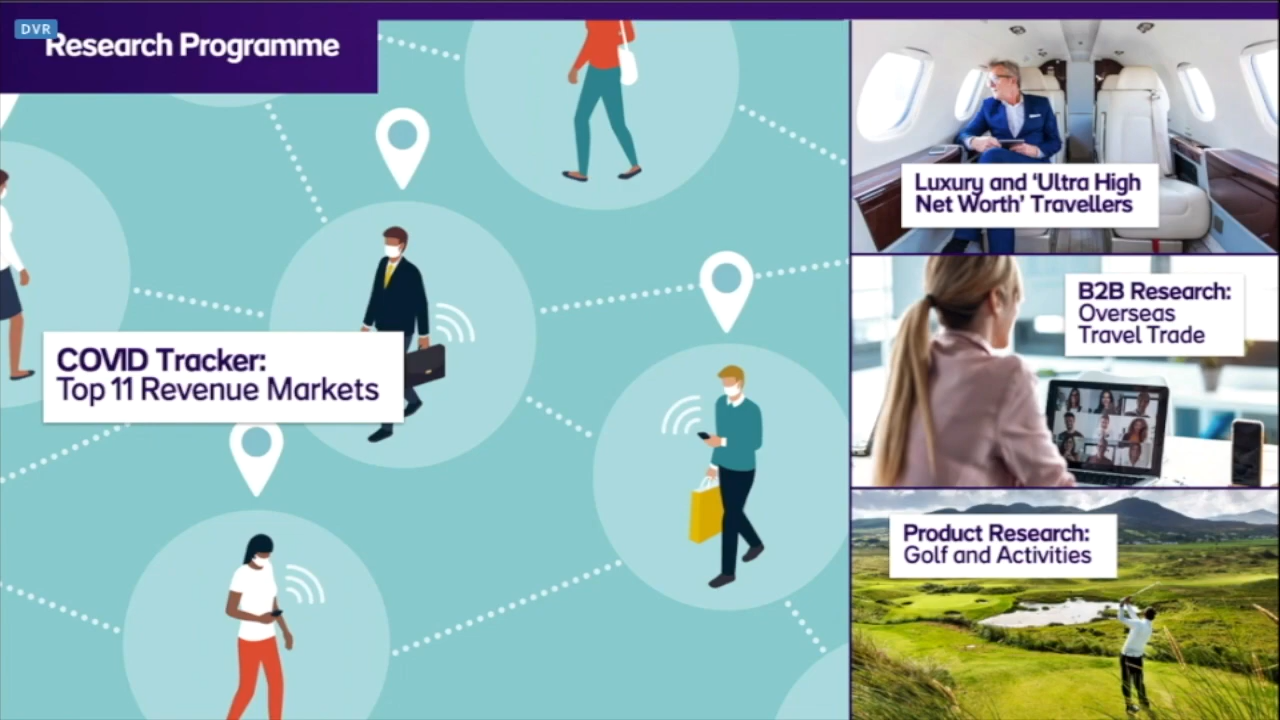 DVR
Research Programme
COVID Tracker:
Top 11 Revenue Markets
Luxury and ‘Ultra High
Net Worth’ Travellers
B2B Research:
Overseas
Travel Trade
Product Research:
Golf and Activities